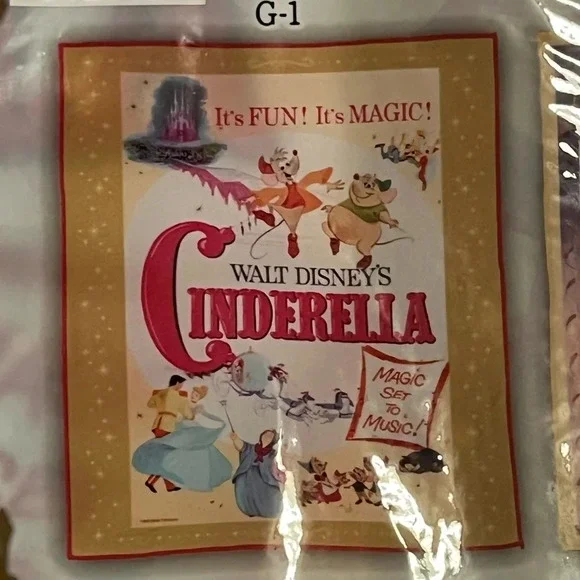 G-1
It's FUN! It's MAGIC!
WALT DISNEY'S
CINDERELLA
MAGIC
SET
TO
MUSIC!